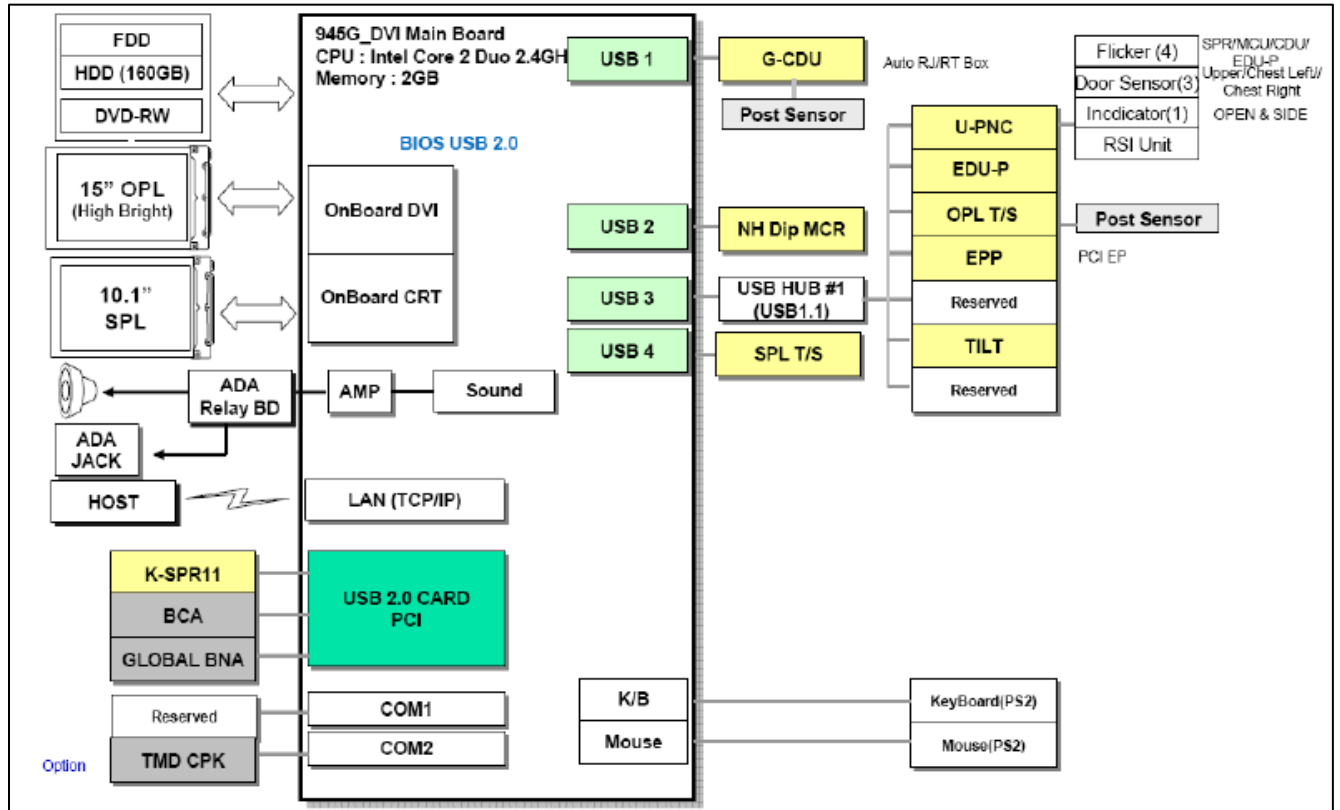 FDD
HDD (160GB)
DVD-RW
15” OPL
(High Bright)
10.1”
SPL
ADA
Relay BD
AMP
Sound
ADA
JACK
HOST
LAN (TCP/IP)
K-SPR11
BCA
GLOBAL BNA
USB 2.0 CARD
PCI
Reserved
TMD CPK
Option
COM1
COM2
945G_DVI Main Board
CPU : Intel Core 2 Duo 2.4GH
Memory : 2GB
BIOS USB 2.0
OnBoard DVI
OnBoard CRT
USB 1
USB 2
USB 3
USB 4
K/B
Mouse
G-CDU
Auto RJ/RT Box
Post Sensor
NH Dip MCR
USB HUB #1
(USB1.1)
SPL T/S
U-PNC
EDU-P
OPL T/S
EPP
Reserved
TILT
Reserved
Flicker (4)
Door Sensor(3)
Incdicator(1)
RSI Unit
SPR/MCU/CDU/
EDU-P
Upper/Chest Left//
Chest Right
OPEN & SIDE
Post Sensor
PCI EP
KeyBoard(PS2)
Mouse(PS2)